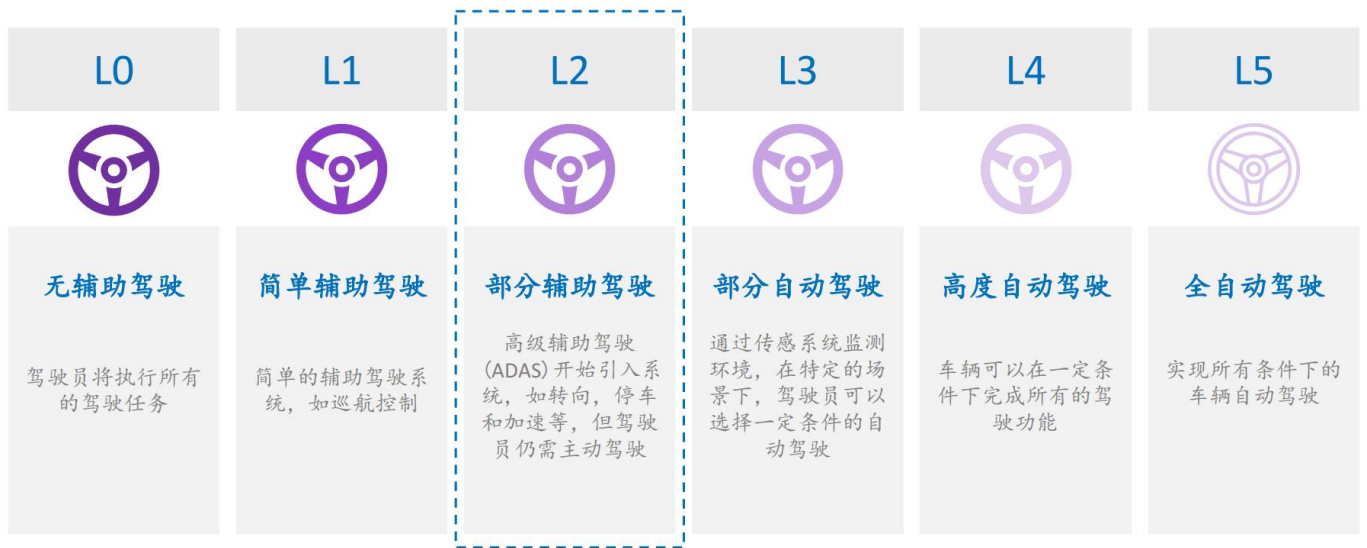 L0
L1
L2
L3
L4
L5
无辅助驾驶
驾驶员将执行所有
的驾驶任务
简单辅助驾驶
简单的辅助驾驶系
统，如巡航控制
部分辅助驾驶
高级辅助驾驶
(ADAS)开始引入系
统，如转向，停车
和加速等，但驾驶
员仍需主动驾驶
部分自动驾驶
通过传感系统监测
环境，在特定的场
景下，驾驶员可以
选择一定条件的自
动驾驶
高度自动驾驶
车辆可以在一定条
件下完成所有的驾
驶功能
全自动驾驶
实现所有条件下的
车辆自动驾驶